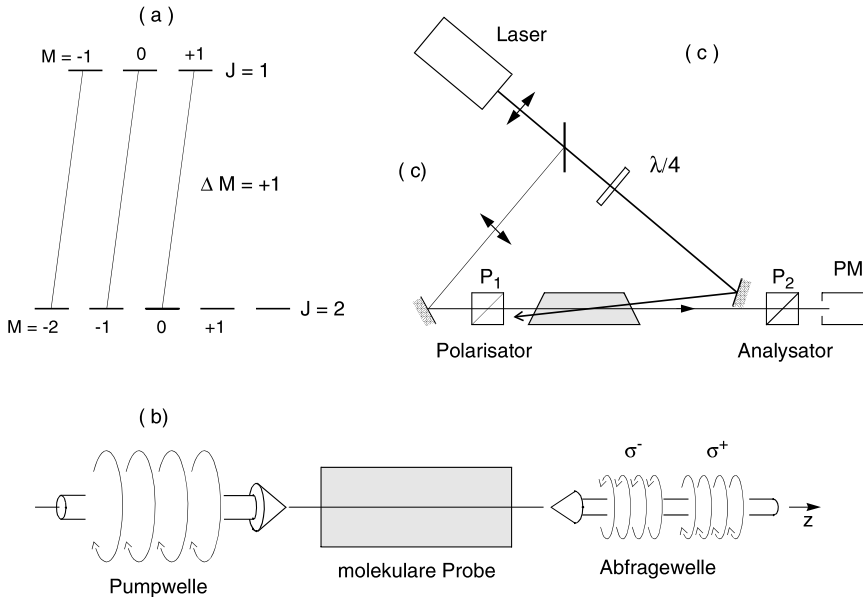 ( a )
M = -1 0 +1
J = 1
Δ M = +1
J = 2
M = -2 -1 0 +1
Laser
( c )
( c )
λ/4
P1
P2
PM
Polarisator
Analysator
( b )
σ- σ+
z
Pumpwelle
molekulare Probe
Abfragewelle